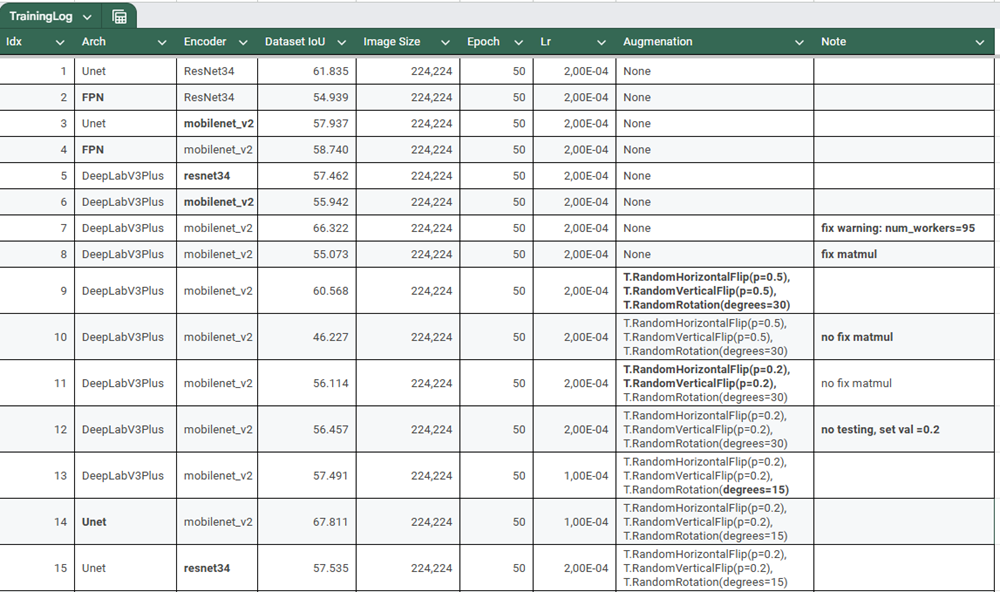 TrainingLog
Idx Arch Encoder Dataset IoU Image Size Epoch Lr Augmenation Note
1 Unet ResNet34 61.835 224,224 50 2,00E-04 None
2 FPN ResNet34 54.939 224,224 50 2,00E-04 None
3 Unet mobilenet_v2 57.937 224,224 50 2,00E-04 None
4 FPN mobilenet_v2 58.740 224,224 50 2,00E-04 None
5 DeepLabV3Plus resnet34 57.462 224,224 50 2,00E-04 None
6 DeepLabV3Plus mobilenet_v2 55.942 224,224 50 2,00E-04 None
7 DeepLabV3Plus mobilenet_v2 66.322 224,224 50 2,00E-04 None fix warning: num_workers=95
8 DeepLabV3Plus mobilenet_v2 55.073 224,224 50 2,00E-04 None fix matmul
9 DeepLabV3Plus mobilenet_v2 60.568 224,224 50 2,00E-04 T.RandomHorizontalFlip(p=0.5),
T.RandomVerticalFlip(p=0.5),
T.RandomRotation(degrees=30)
10 DeepLabV3Plus mobilenet_v2 46.227 224,224 50 2,00E-04 T.RandomHorizontalFlip(p=0.5),
T.RandomVerticalFlip(p=0.5),
T.RandomRotation(degrees=30)
no fix matmul
11 DeepLabV3Plus mobilenet_v2 56.114 224,224 50 2,00E-04 T.RandomHorizontalFlip(p=0.2),
T.RandomVerticalFlip(p=0.2),
T.RandomRotation(degrees=30)
no fix matmul
12 DeepLabV3Plus mobilenet_v2 56.457 224,224 50 2,00E-04 T.RandomHorizontalFlip(p=0.2),
T.RandomVerticalFlip(p=0.2),
T.RandomRotation(degrees=30)
no testing, set val =0.2
13 DeepLabV3Plus mobilenet_v2 57.491 224,224 50 1,00E-04 T.RandomHorizontalFlip(p=0.2),
T.RandomVerticalFlip(p=0.2),
T.RandomRotation(degrees=15)
14 Unet mobilenet_v2 67.811 224,224 50 1,00E-04 T.RandomHorizontalFlip(p=0.2),
T.RandomVerticalFlip(p=0.2),
T.RandomRotation(degrees=15)
15 Unet resnet34 57.535 224,224 50 2,00E-04 T.RandomHorizontalFlip(p=0.2),
T.RandomVerticalFlip(p=0.2),
T.RandomRotation(degrees=15)